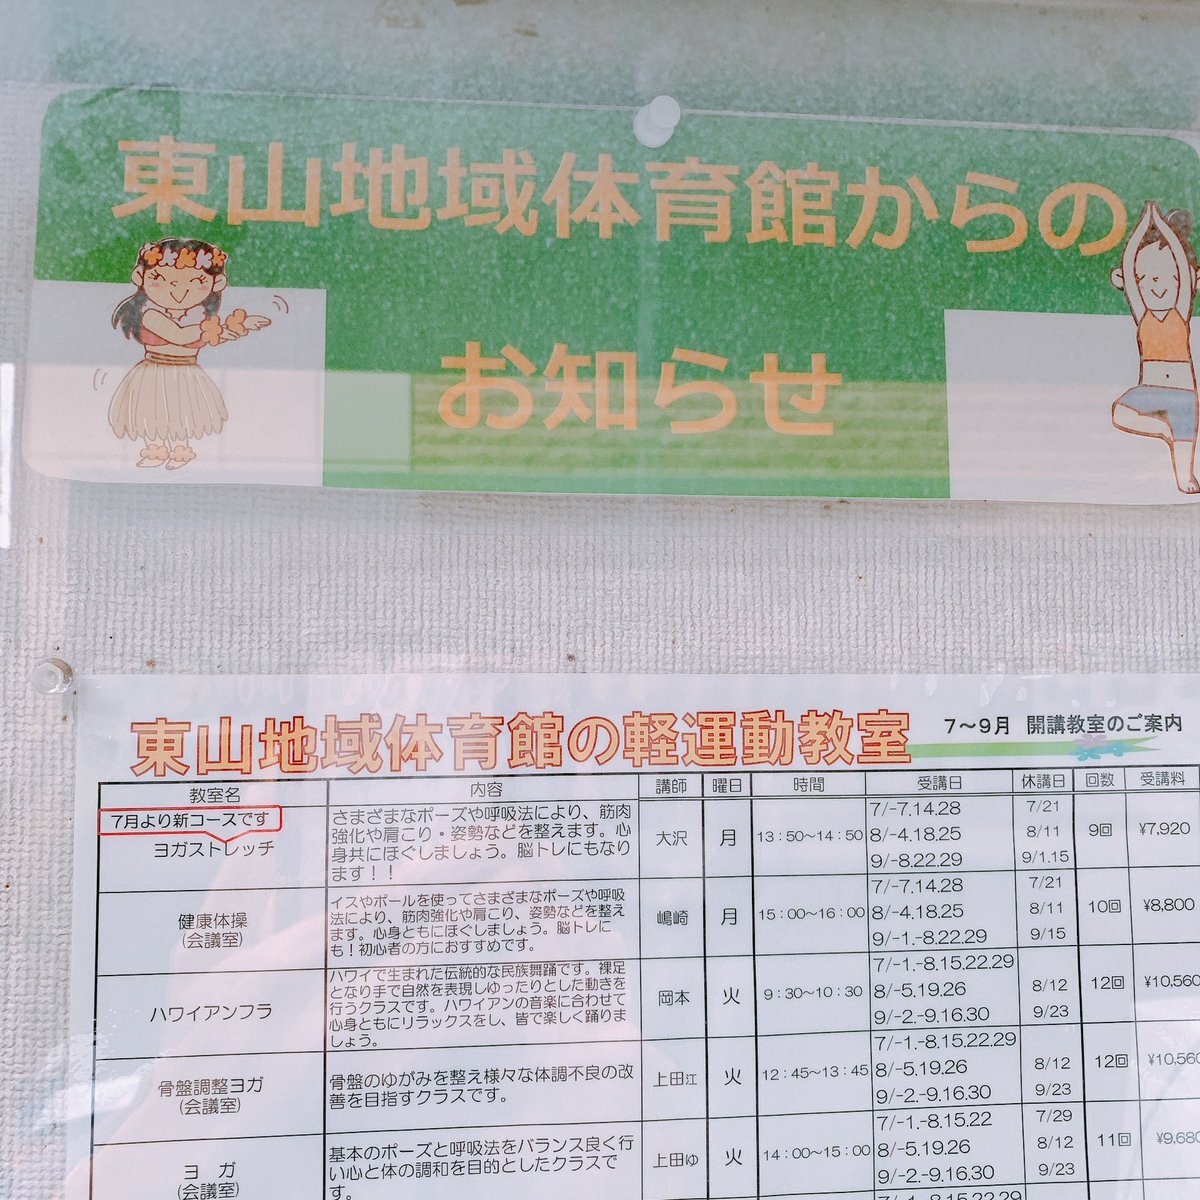 東山地域体育館からの
お知らせ
東山地域体育館の軽運動教室
7〜9月 開講教室のご案内
教室名 内容 講師 曜日 時間 受講日 休講日 回数 受講料
7月より新コースです
ヨガストレッチ
さまざまなポーズや呼吸法により、筋肉
強化や肩こり・姿勢などを整えます。心
身共にほぐしましょう。脳トレにもなり
ます！！
大沢 月 13：50〜14：50
7/-7.14.28
8/-4.18.25
9/-8.22.29
7/21
8/11
9/1.15
9回 ¥7,920
健康体操
(会議室)
イスやポールを使ってさまざまなポーズや呼吸
法により、筋肉強化や肩こり、姿勢などを整え
ます。心身ともにほぐしましょう。脳トレに
も！初心者の方におすすめです。
嶋崎 月 15：00〜16：00
7/-7.14.28
8/-4.18.25
9/-1.-8.22.29
7/21
8/11
9/15
10回 ¥8,800
ハワイアンフラ
ハワイで生まれた伝統的な民族舞踊です。裸足
となり手で自然を表現しゆったりとした動きを
行うクラスです。ハワイアンの音楽に合わせて
心身ともにリラックスをし、皆で楽しく踊りま
しょう。
岡本 火 9：30〜10：30
7/-1.-8.15.22.29
8/-5.19.26
9/-2.-9.16.30
8/12
9/23
12回 ¥10,560
骨盤調整ヨガ
(会議室)
骨盤のゆがみを整え様々な体調不良の改
善を目指すクラスです。
上田江 火 12：45〜13：45
7/-1.-8.15.22.29
8/-5.19.26
9/-2.-9.16.30
8/12
9/23
12回 ¥10,560
ヨ ガ
(会議室)
基本のポーズと呼吸法をバランス良く行
い心と体の調和を目的としたクラスで
す。
上田ゆ 火 14：00〜15：00
7/-1.-8.15.22
8/-5.19.26
9/-2.-9.16.30
7/29
8/12
9/23
11回 ¥9,680
7/-1.-8.15.22.29